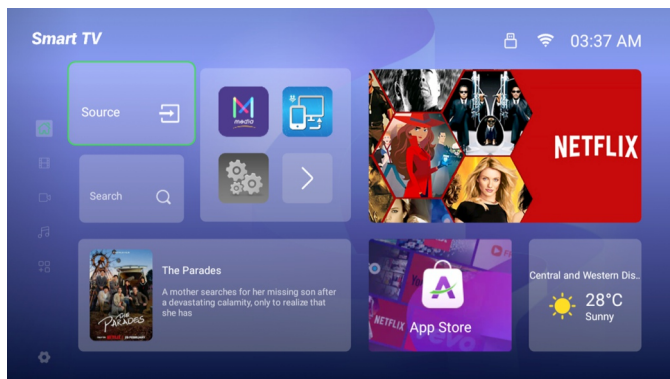 Smart TV
03:37 AM
Source
media
NETFLIX
Search
The Parades
A mother searches for her missing son after
a devastating calamity, only to realize that
she has
THE
PARADES
NETFLIX
App Store
Central and Western Dis..
28°C
Sunny